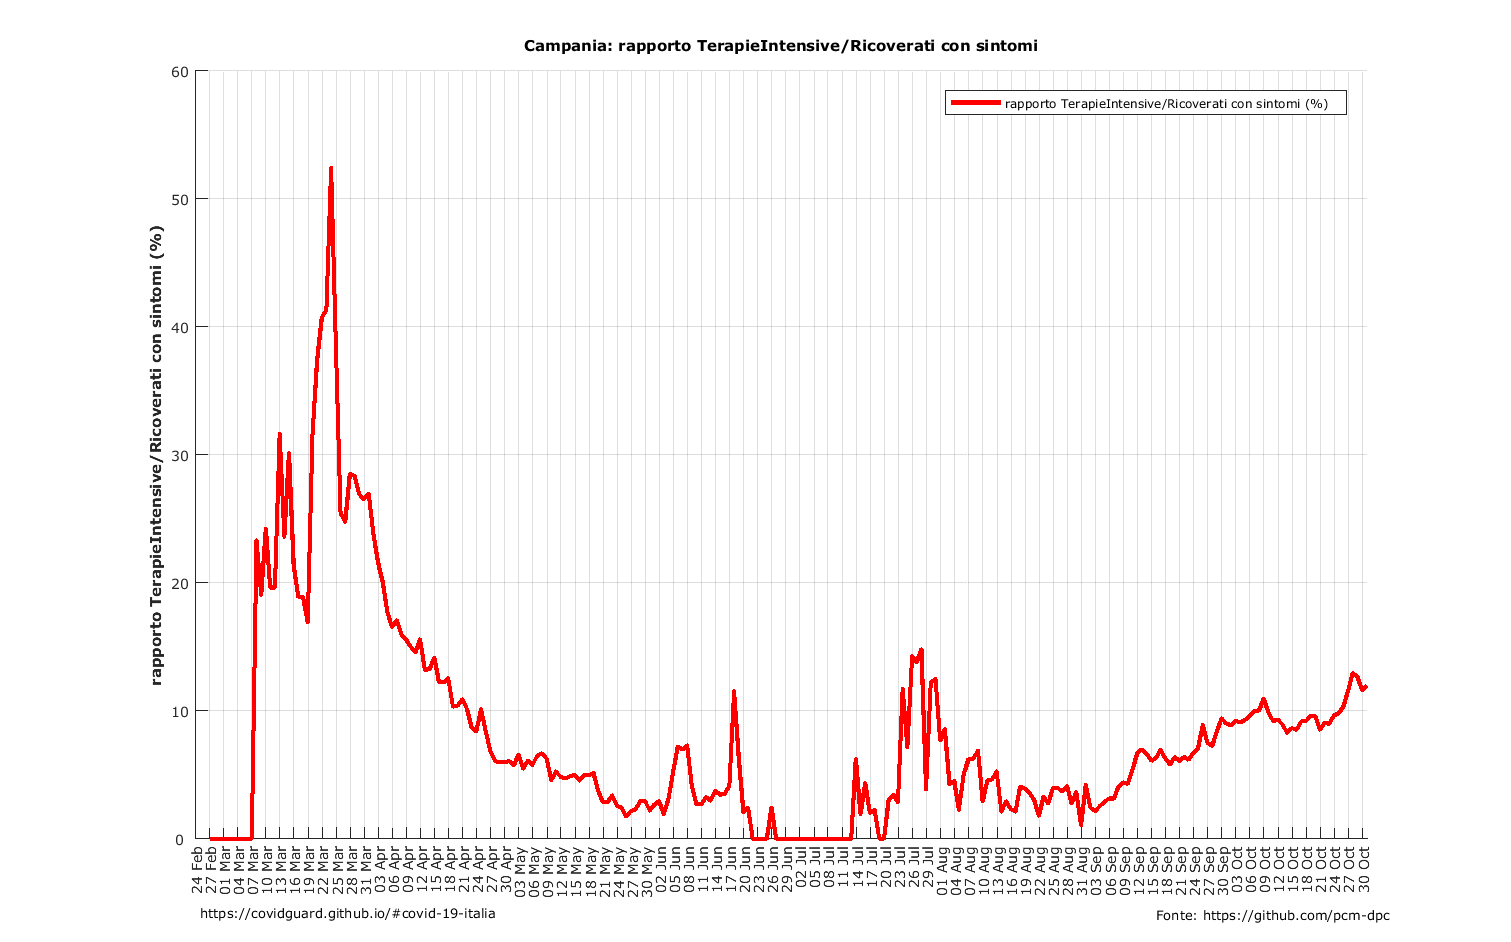 Campania: rapporto TerapieIntensive/Ricoverati con sintomi
rapporto TerapieIntensive/Ricoverati con sintomi (%)
rapporto TerapieIntensive/Ricoverati con sintomi (%)
60
50
40
30
20
10
0
24 Feb
27 Feb
01 Mar
04 Mar
07 Mar
10 Mar
13 Mar
16 Mar
19 Mar
22 Mar
25 Mar
28 Mar
31 Mar
03 Apr
06 Apr
09 Apr
12 Apr
15 Apr
18 Apr
21 Apr
24 Apr
27 Apr
30 Apr
03 May
06 May
09 May
12 May
15 May
18 May
21 May
24 May
27 May
30 May
02 Jun
05 Jun
08 Jun
11 Jun
14 Jun
17 Jun
20 Jun
23 Jun
26 Jun
29 Jun
02 Jul
05 Jul
08 Jul
11 Jul
14 Jul
17 Jul
20 Jul
23 Jul
26 Jul
29 Jul
01 Aug
04 Aug
07 Aug
10 Aug
13 Aug
16 Aug
19 Aug
22 Aug
25 Aug
28 Aug
31 Aug
03 Sep
06 Sep
09 Sep
12 Sep
15 Sep
18 Sep
21 Sep
24 Sep
27 Sep
30 Sep
03 Oct
06 Oct
09 Oct
12 Oct
15 Oct
18 Oct
21 Oct
24 Oct
27 Oct
30 Oct
https://covidguard.github.io/#covid-19-italia
Fonte: https://github.com/pcm-dpc